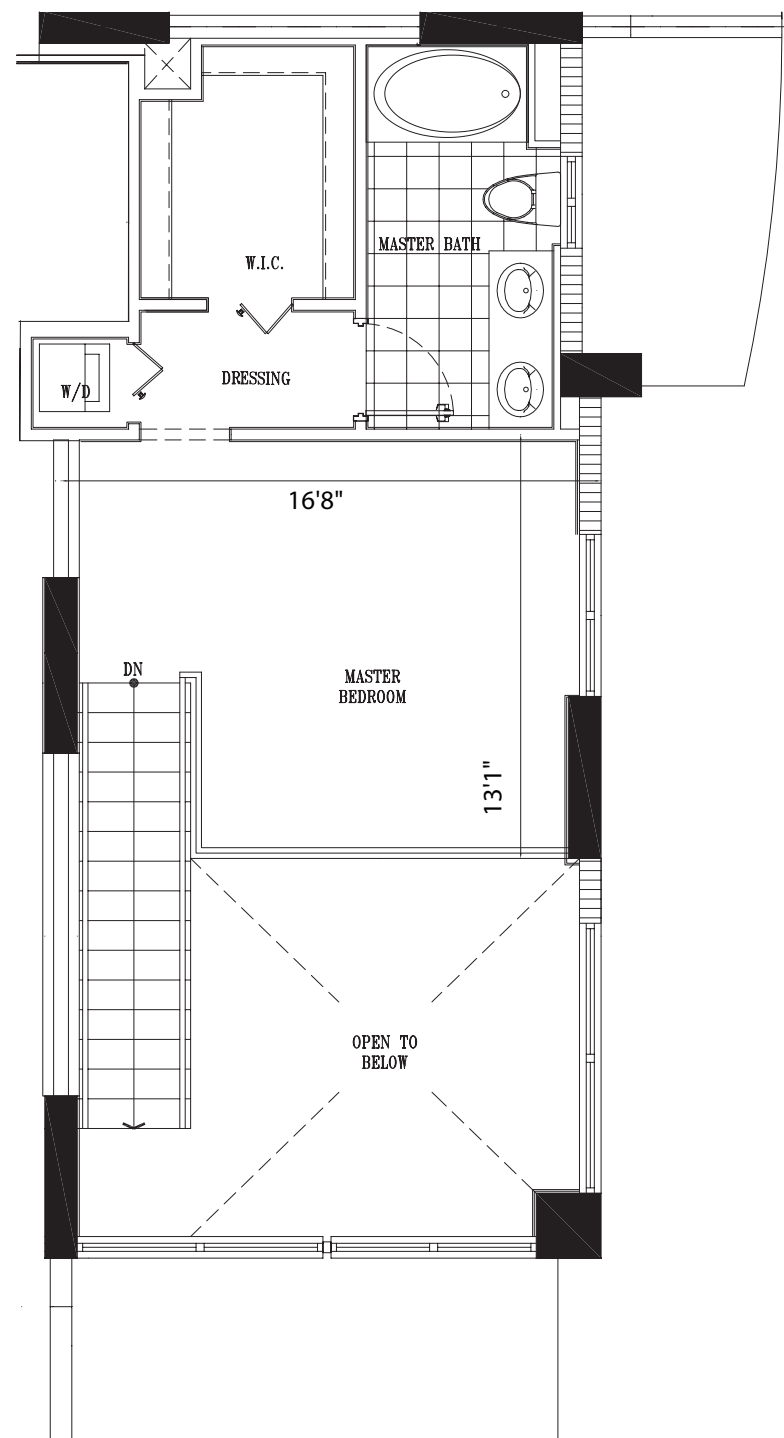 W.I.C.
MASTER BATH
W/D
DRESSING
16'8"
DN
MASTER
BEDROOM
13'1"
OPEN TO
BELOW